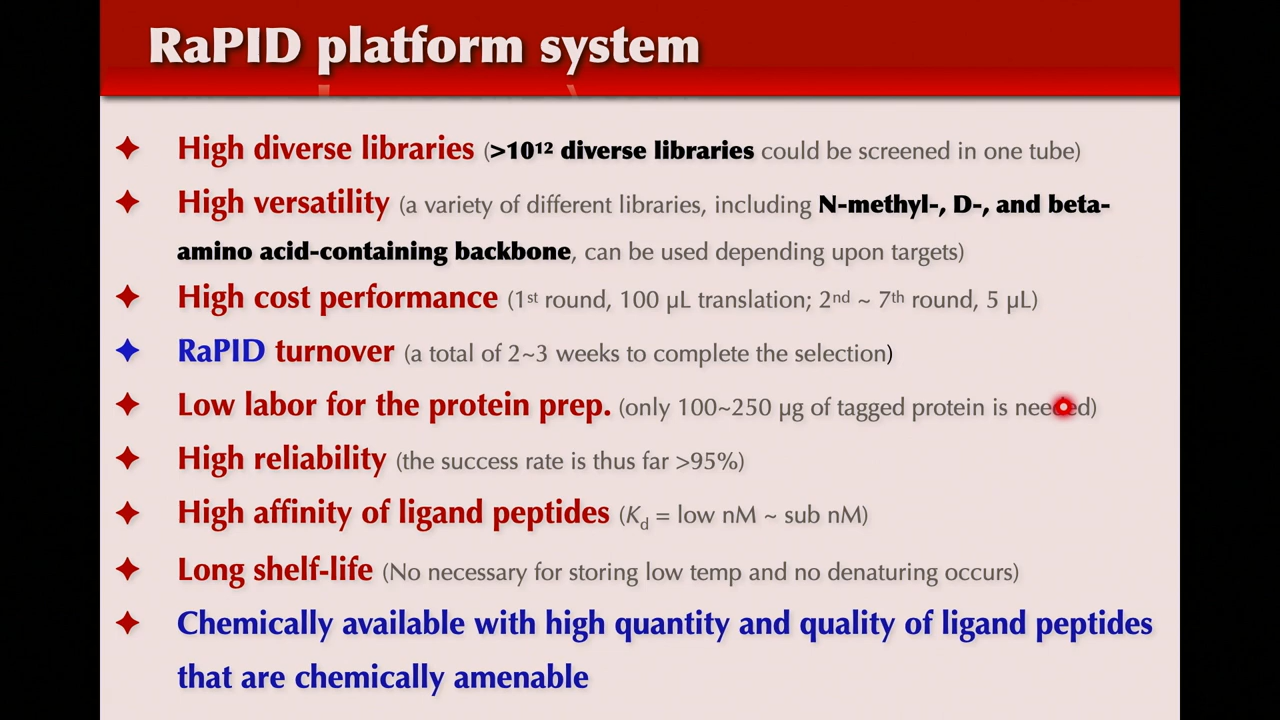 RaPID platform system
High diverse libraries (>10¹² diverse libraries could be screened in one tube)
High versatility (a variety of different libraries, including N-methyl-, D-, and beta-
amino acid-containing backbone, can be used depending upon targets)
High cost performance (1st round, 100 µL translation; 2nd ~ 7th round, 5 µL)
RaPID turnover (a total of 2~3 weeks to complete the selection)
Low labor for the protein prep. (only 100~250 µg of tagged protein is needed)
High reliability (the success rate is thus far >95%)
High affinity of ligand peptides (Kd = low nM ~ sub nM)
Long shelf-life (No necessary for storing low temp and no denaturing occurs)
Chemically available with high quantity and quality of ligand peptides
that are chemically amenable